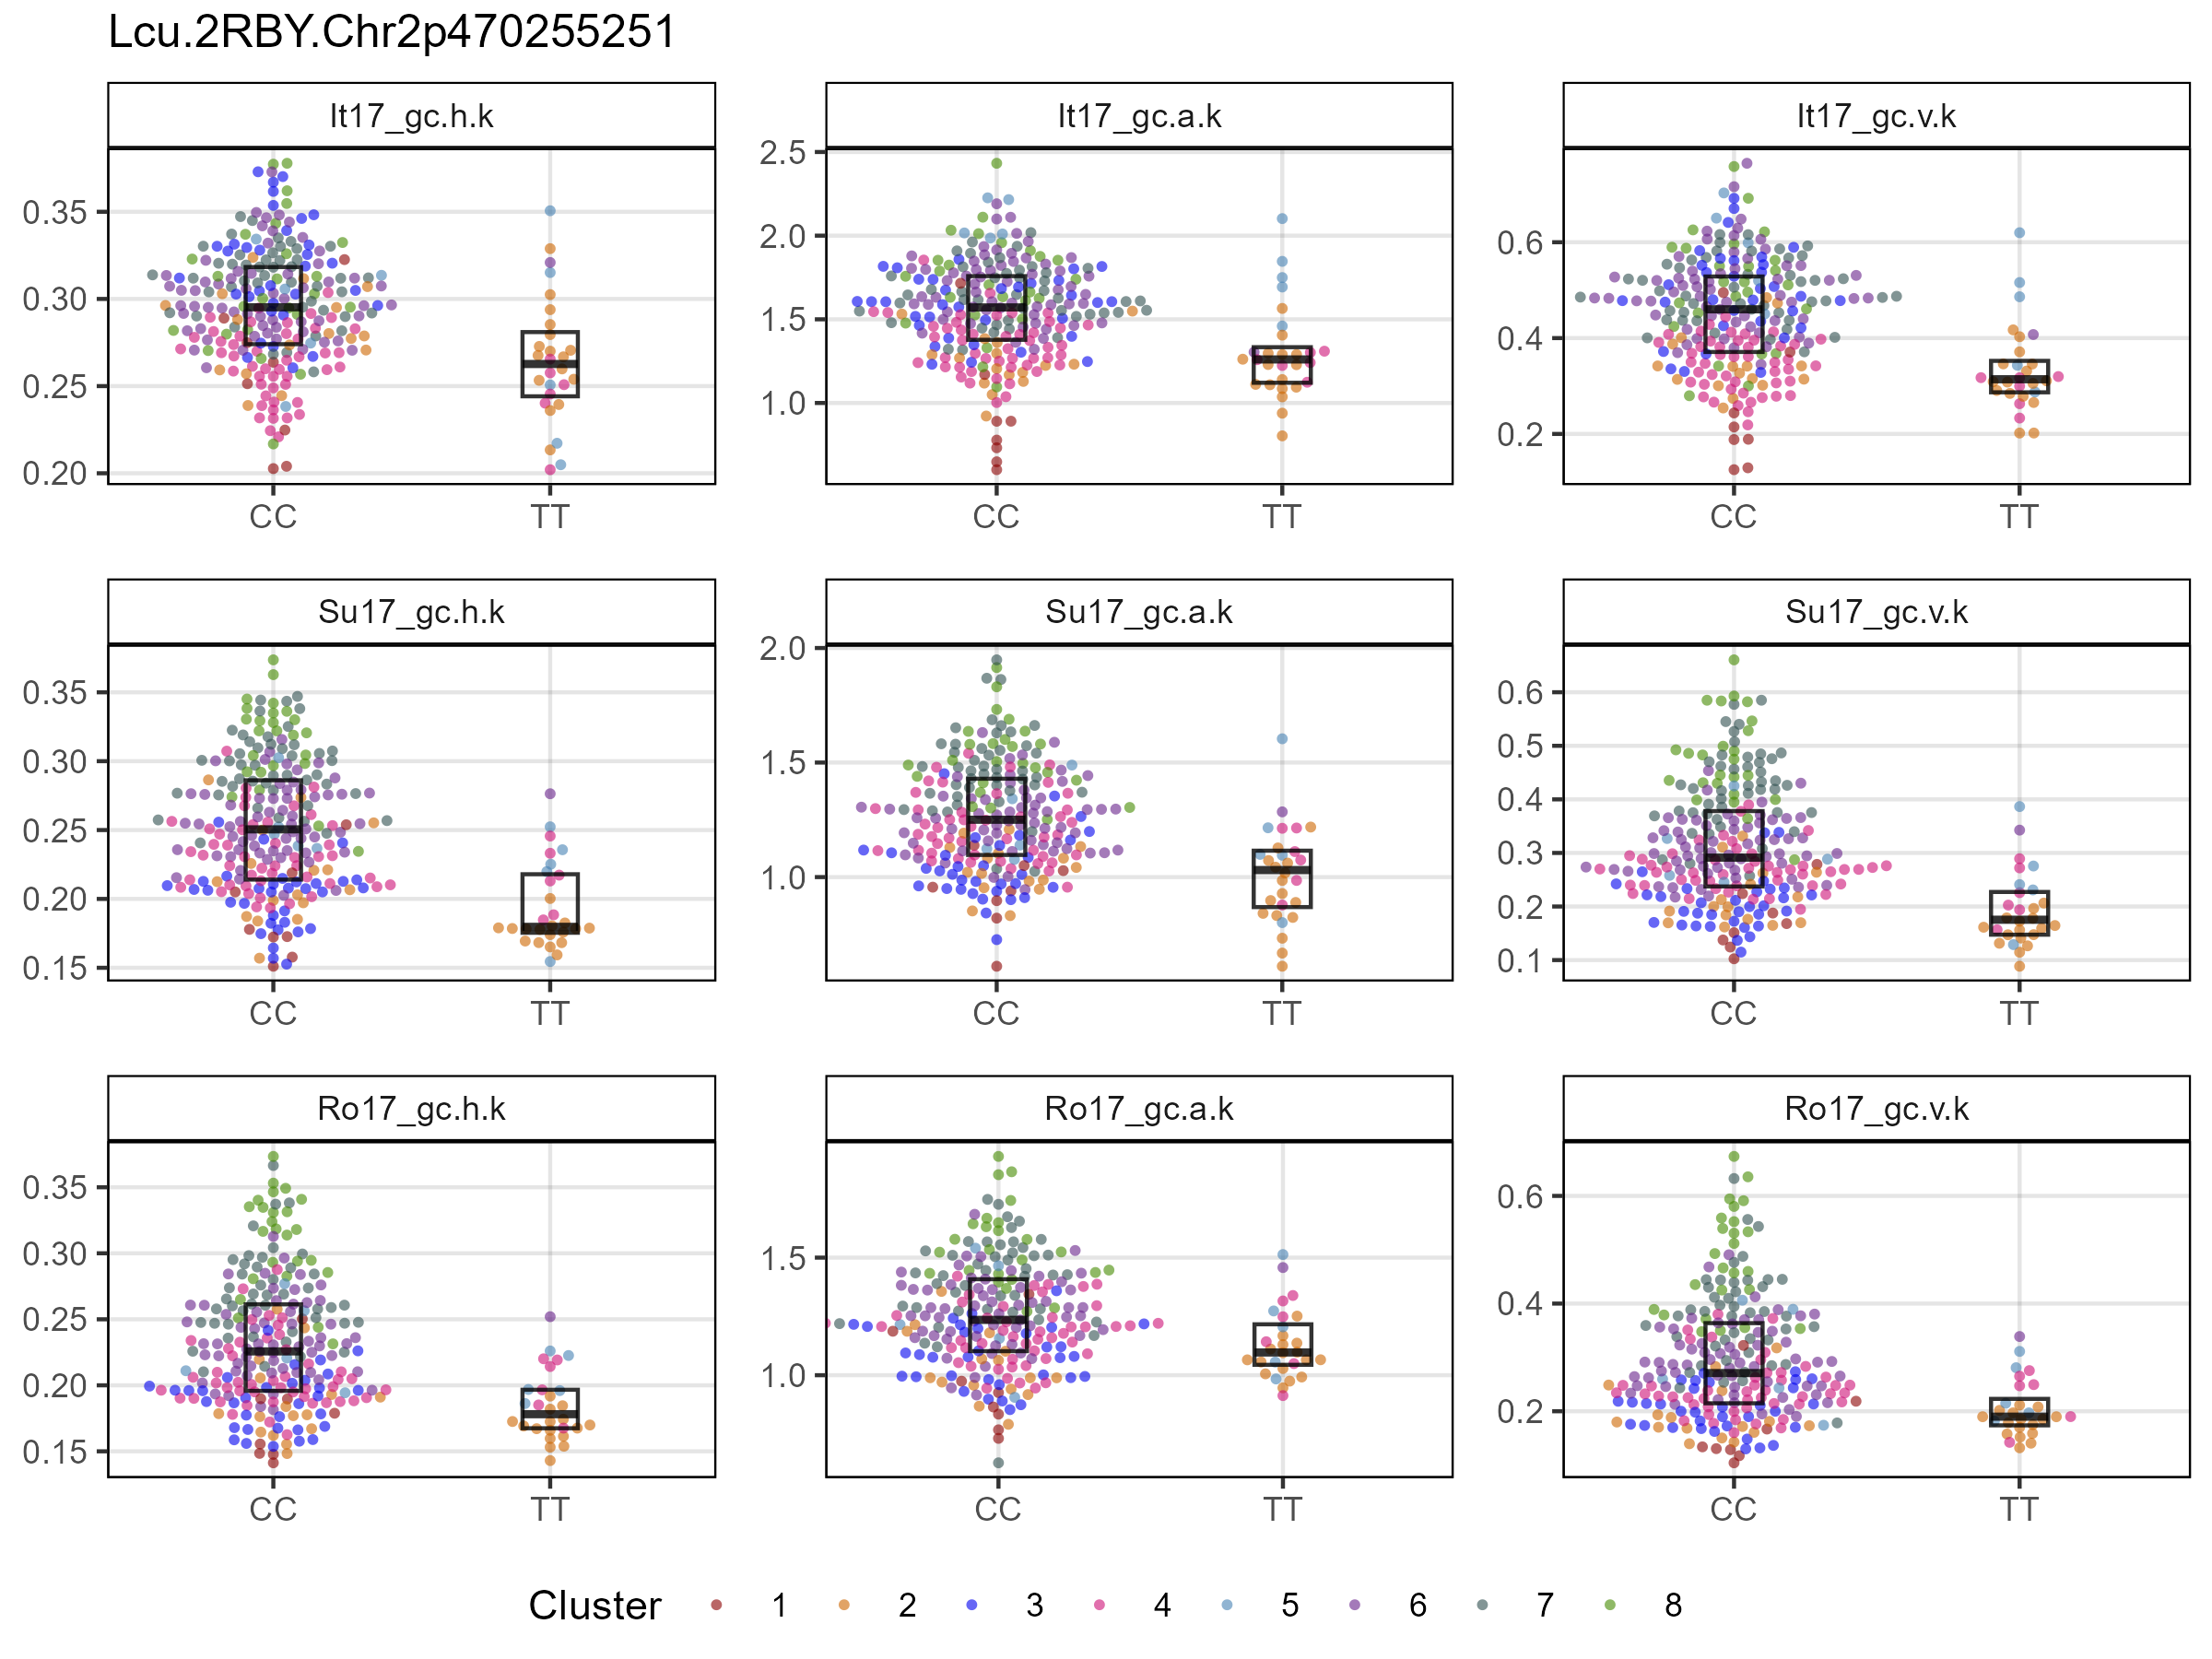 Lcu.2RBY.Chr2p470255251
It17_gc.h.k
It17_gc.a.k
It17_gc.v.k
0.35
0.30
0.25
0.20
2.5
2.0
1.5
1.0
0.6
0.4
0.2
CC TT
CC TT
CC TT
Su17_gc.h.k
Su17_gc.a.k
Su17_gc.v.k
0.35
0.30
0.25
0.20
0.15
2.0
1.5
1.0
0.6
0.5
0.4
0.3
0.2
0.1
CC TT
CC TT
CC TT
Ro17_gc.h.k
Ro17_gc.a.k
Ro17_gc.v.k
0.35
0.30
0.25
0.20
0.15
1.5
1.0
0.6
0.4
0.2
CC TT
CC TT
CC TT
Cluster 1 2 3 4 5 6 7 8